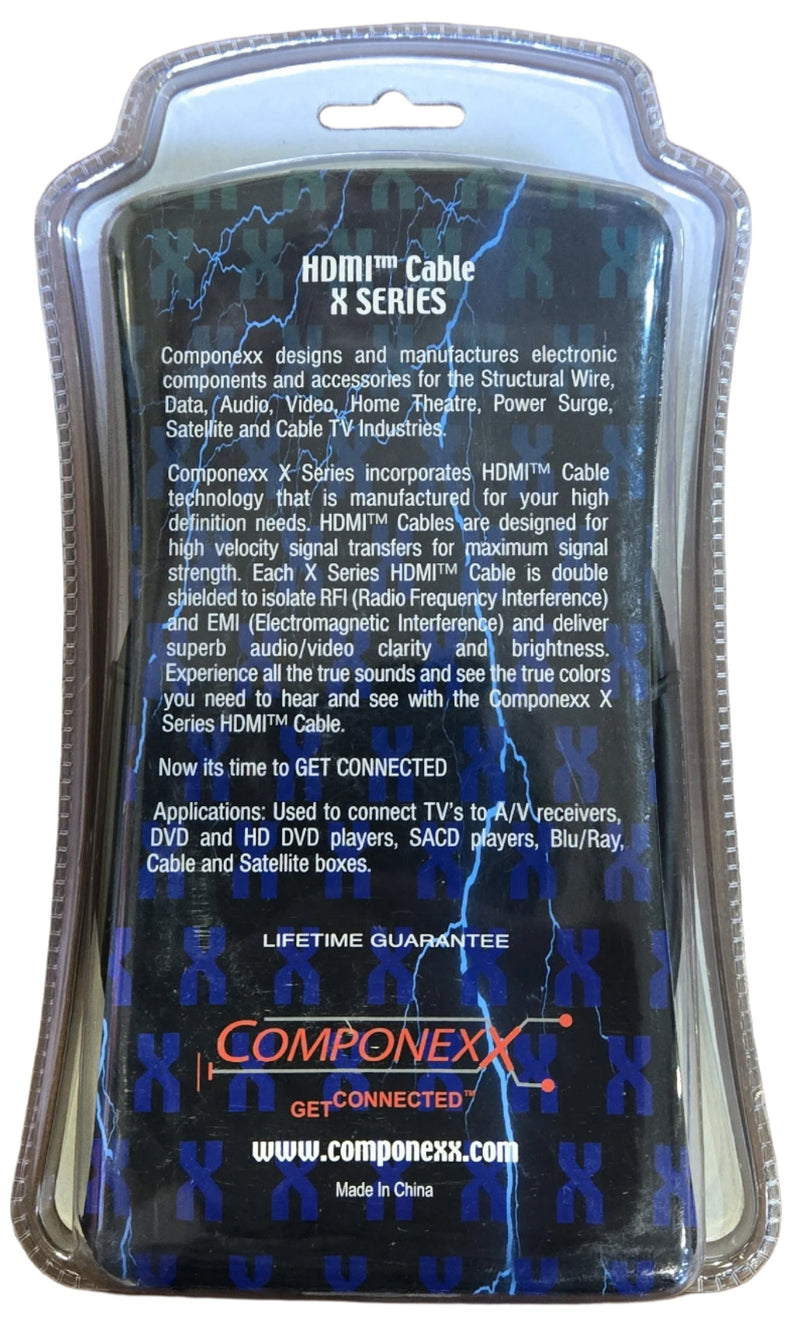 HDMI™ Cable
X SERIES
Componexx designs and manufactures electronic
components and accessories for the Structural Wire,
Data, Audio, Video, Home Theatre, Power Surge,
Satellite and Cable TV Industries.
Componexx X Series incorporates HDMI™ Cable
technology that is manufactured for your high
definition needs. HDMI™ Cables are designed for
high velocity signal transfers for maximum signal
strength. Each X Series HDMI™ Cable is double
shielded to isolate RFI (Radio Frequency Interference)
and EMI (Electromagnetic Interference) and deliver
superb audio/video clarity and brightness.
Experience all the true sounds and see the true colors
you need to hear and see with the Componexx X
Series HDMI™ Cable.
Now its time to GET CONNECTED
Applications: Used to connect TV's to A/V receivers,
DVD and HD DVD players, SACD players, Blu/Ray,
Cable and Satellite boxes.
LIFETIME GUARANTEE
COMPONEXX
GET CONNECTED™
www.componexx.com
Made In China